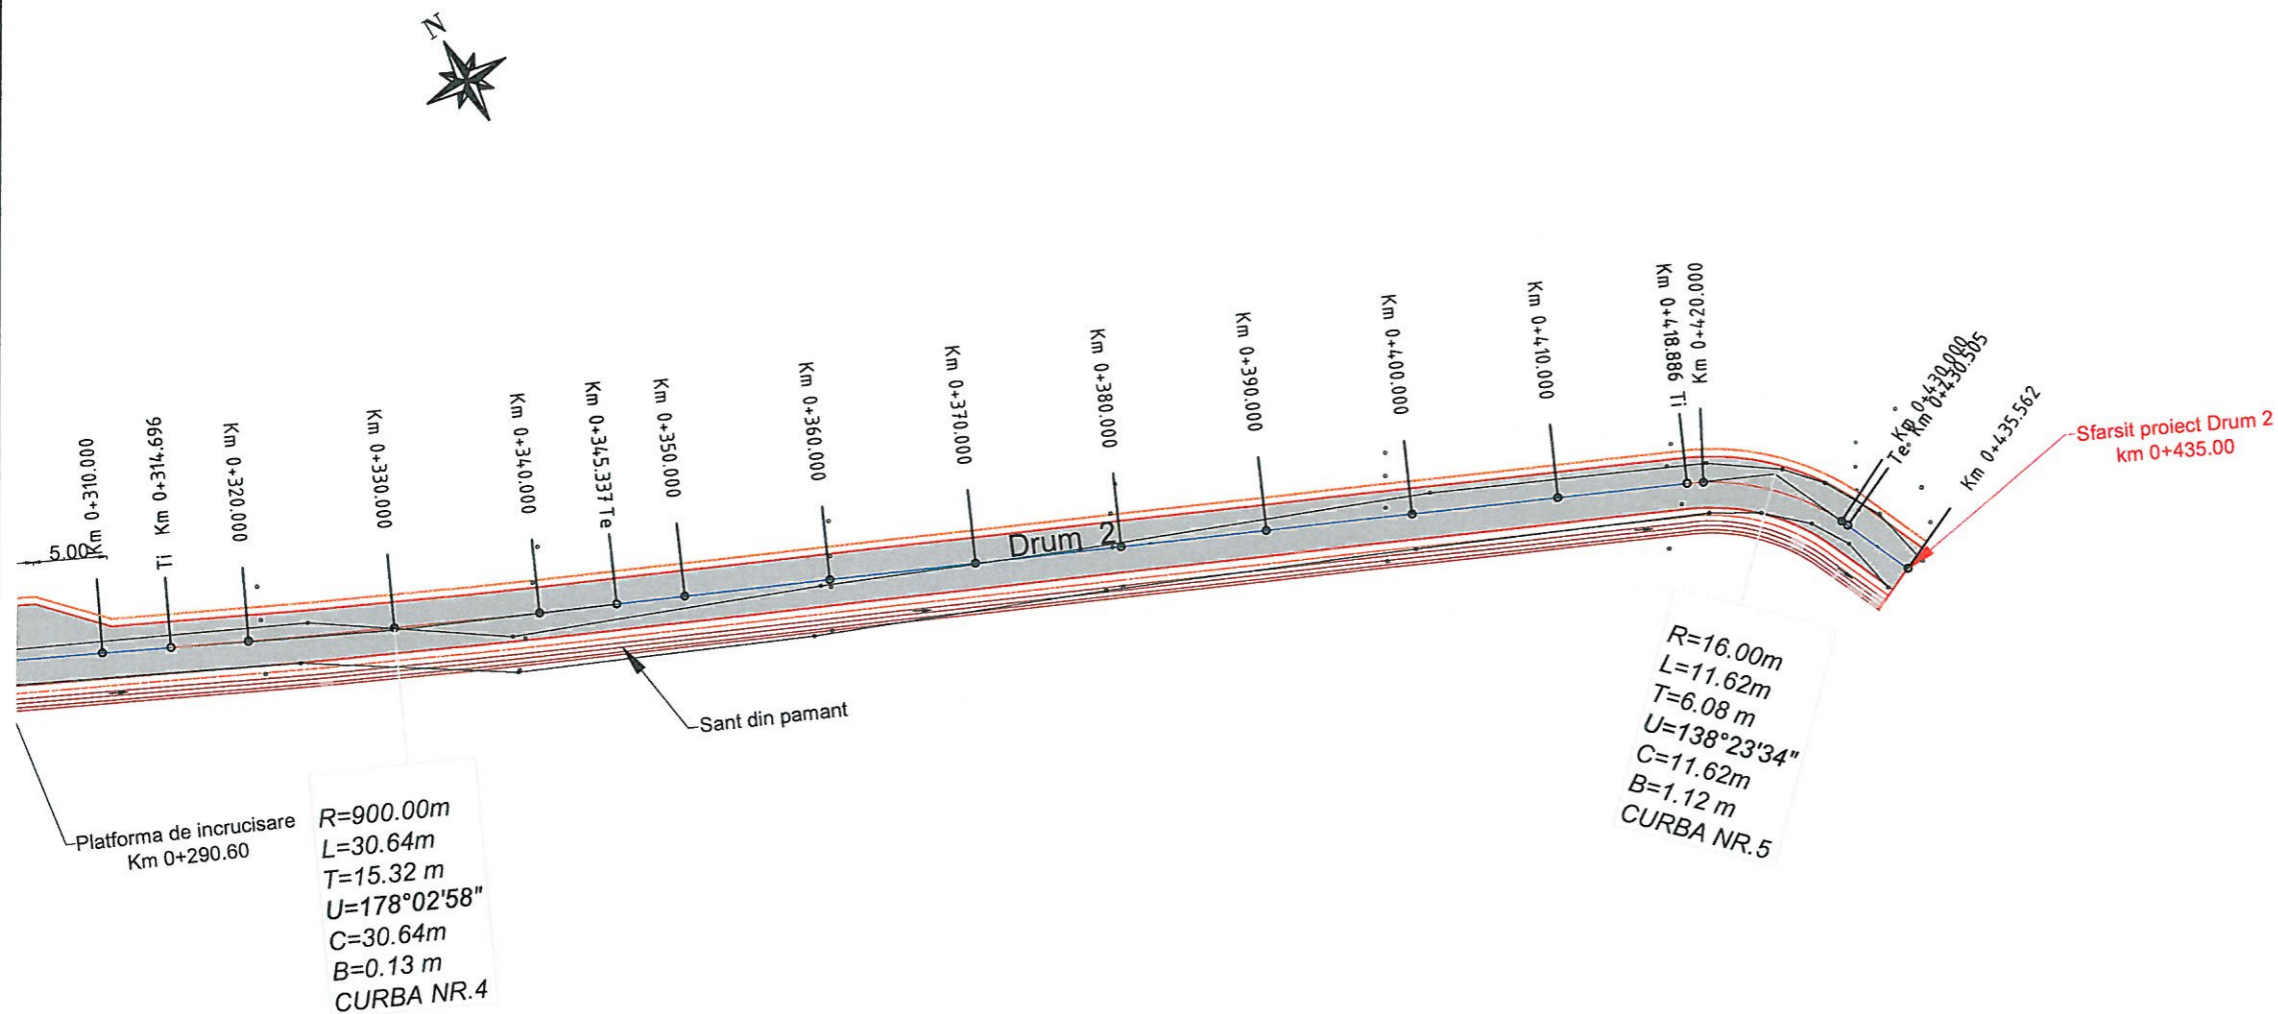 N
5.00
Km 0+310.000
Ti Km 0+314.696
Km 0+320.000
Km 0+330.000
Km 0+340.000
Km 0+345.337 Te
Km 0+350.000
Km 0+360.000
Km 0+370.000
Km 0+380.000
Km 0+390.000
Km 0+400.000
Km 0+410.000
Km 0+418.886 Ti
Km 0+420.000
Km 0+430.000
Te Km 0+430.505
Km 0+435.562
Sfarsit proiect Drum 2
km 0+435.00
Drum 2
Sant din pamant
Platforma de incrucisare
Km 0+290.60
R=900.00m
L=30.64m
T=15.32 m
U=178°02'58"
C=30.64m
B=0.13 m
CURBA NR.4
R=16.00m
L=11.62m
T=6.08 m
U=138°23'34"
C=11.62m
B=1.12 m
CURBA NR.5